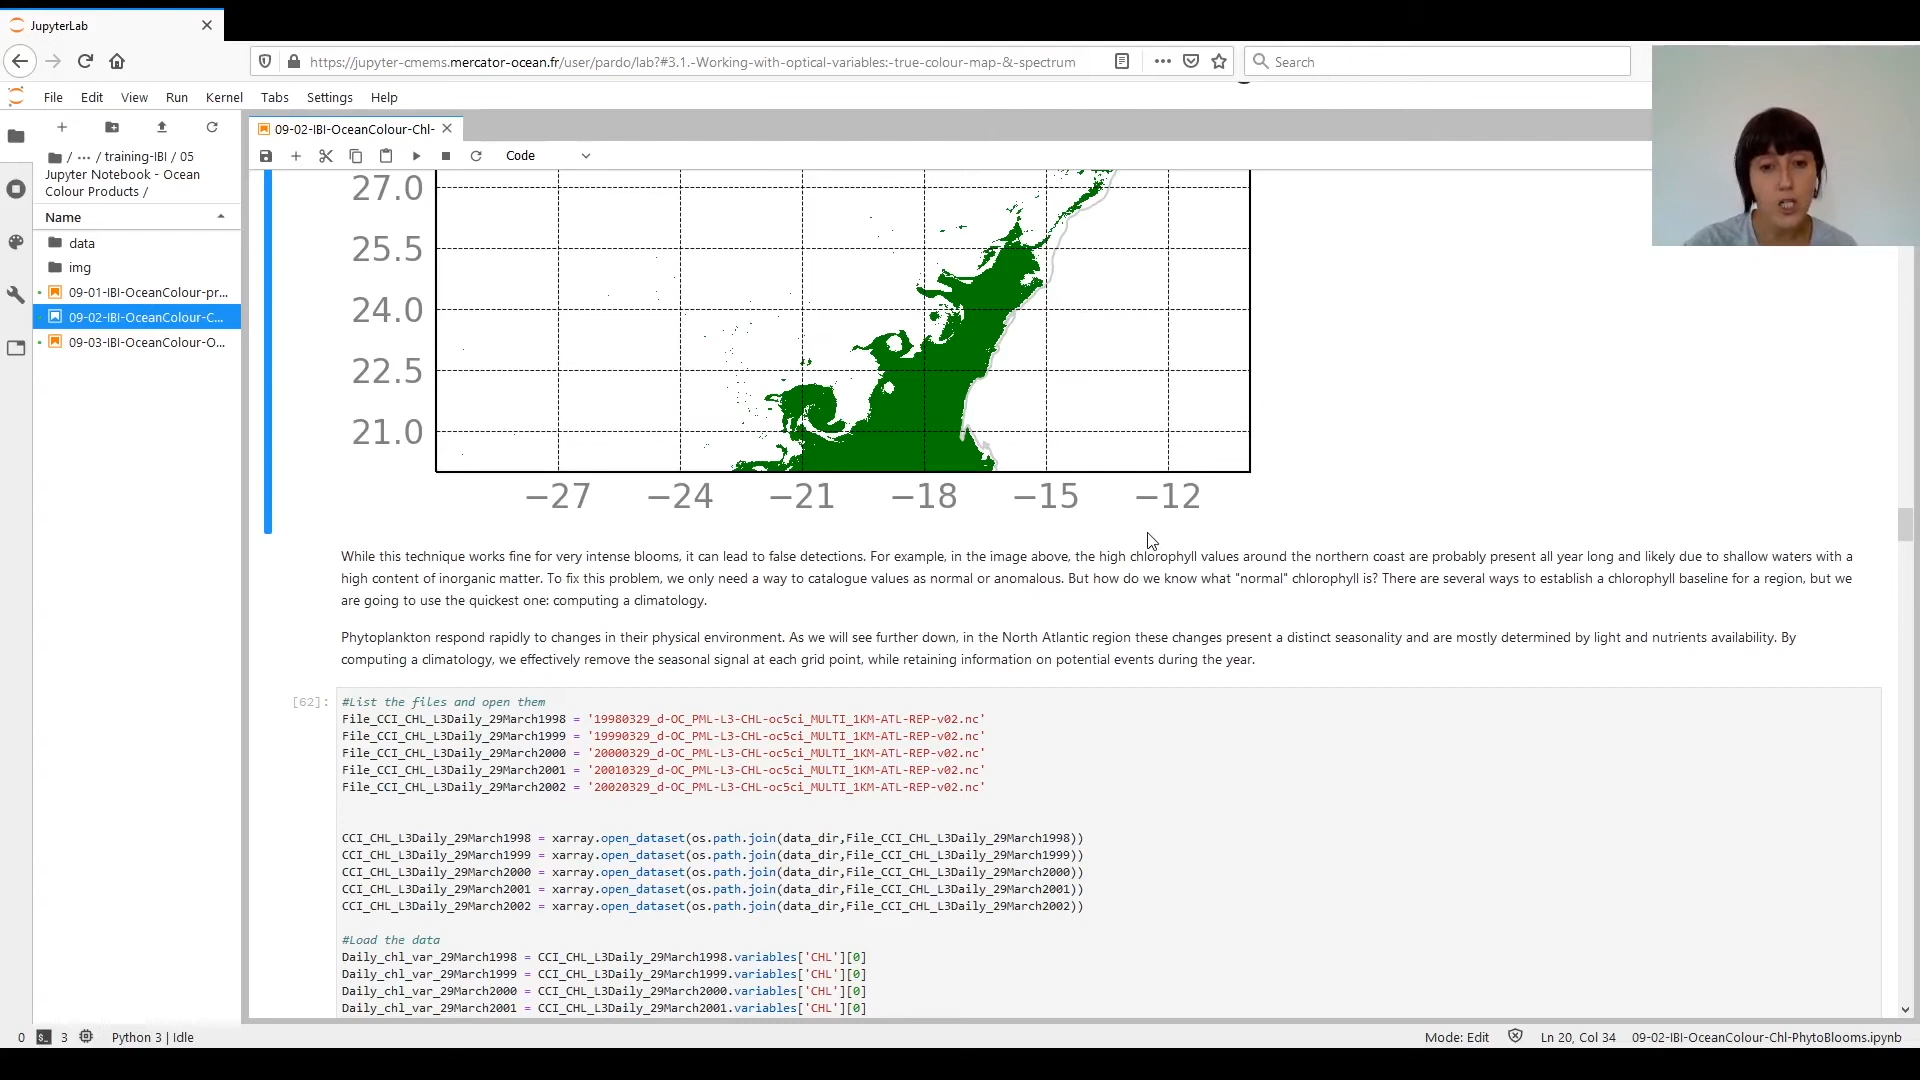 JupyterLab
https://jupyter-cmems.mercator-ocean.fr/user/pardo/lab?#3.1.-Working-with-optical-variables:-true-colour-map-&-spectrum
Search
File Edit View Run Kernel Tabs Settings Help
/ ··· / training-IBI / 05
Jupyter Notebook - Ocean
Colour Products /
Name
data
img
09-01-IBI-OceanColour-pr...
09-02-IBI-OceanColour-C...
09-03-IBI-OceanColour-O...
09-02-IBI-OceanColour-Chl-
Code
27.0
25.5
24.0
22.5
21.0
−27 −24 −21 −18 −15 −12
While this technique works fine for very intense blooms, it can lead to false detections. For example, in the image above, the high chlorophyll values around the northern coast are probably present all year long and likely due to shallow waters with a
high content of inorganic matter. To fix this problem, we only need a way to catalogue values as normal or anomalous. But how do we know what "normal" chlorophyll is? There are several ways to establish a chlorophyll baseline for a region, but we
are going to use the quickest one: computing a climatology.
Phytoplankton respond rapidly to changes in their physical environment. As we will see further down, in the North Atlantic region these changes present a distinct seasonality and are mostly determined by light and nutrients availability. By
computing a climatology, we effectively remove the seasonal signal at each grid point, while retaining information on potential events during the year.
[62]:
#List the files and open them
File_CCI_CHL_L3Daily_29March1998 = '19980329_d-OC_PML-L3-CHL-oc5ci_MULTI_1KM-ATL-REP-v02.nc'
File_CCI_CHL_L3Daily_29March1999 = '19990329_d-OC_PML-L3-CHL-oc5ci_MULTI_1KM-ATL-REP-v02.nc'
File_CCI_CHL_L3Daily_29March2000 = '20000329_d-OC_PML-L3-CHL-oc5ci_MULTI_1KM-ATL-REP-v02.nc'
File_CCI_CHL_L3Daily_29March2001 = '20010329_d-OC_PML-L3-CHL-oc5ci_MULTI_1KM-ATL-REP-v02.nc'
File_CCI_CHL_L3Daily_29March2002 = '20020329_d-OC_PML-L3-CHL-oc5ci_MULTI_1KM-ATL-REP-v02.nc'
CCI_CHL_L3Daily_29March1998 = xarray.open_dataset(os.path.join(data_dir,File_CCI_CHL_L3Daily_29March1998))
CCI_CHL_L3Daily_29March1999 = xarray.open_dataset(os.path.join(data_dir,File_CCI_CHL_L3Daily_29March1999))
CCI_CHL_L3Daily_29March2000 = xarray.open_dataset(os.path.join(data_dir,File_CCI_CHL_L3Daily_29March2000))
CCI_CHL_L3Daily_29March2001 = xarray.open_dataset(os.path.join(data_dir,File_CCI_CHL_L3Daily_29March2001))
CCI_CHL_L3Daily_29March2002 = xarray.open_dataset(os.path.join(data_dir,File_CCI_CHL_L3Daily_29March2002))
#Load the data
Daily_chl_var_29March1998 = CCI_CHL_L3Daily_29March1998.variables['CHL'][0]
Daily_chl_var_29March1999 = CCI_CHL_L3Daily_29March1999.variables['CHL'][0]
Daily_chl_var_29March2000 = CCI_CHL_L3Daily_29March2000.variables['CHL'][0]
Daily_chl_var_29March2001 = CCI_CHL_L3Daily_29March2001.variables['CHL'][0]
0 3 Python 3 | Idle Mode: Edit Ln 20, Col 34 09-02-IBI-OceanColour-Chl-PhytoBlooms.ipynb